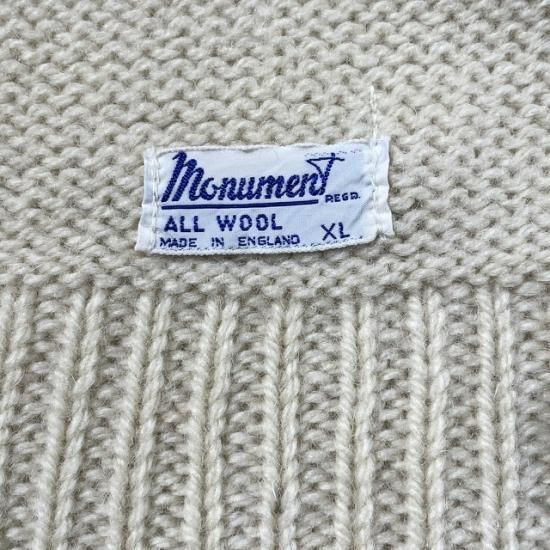 Monument
REGD.
ALL WOOL
MADE IN ENGLAND XL